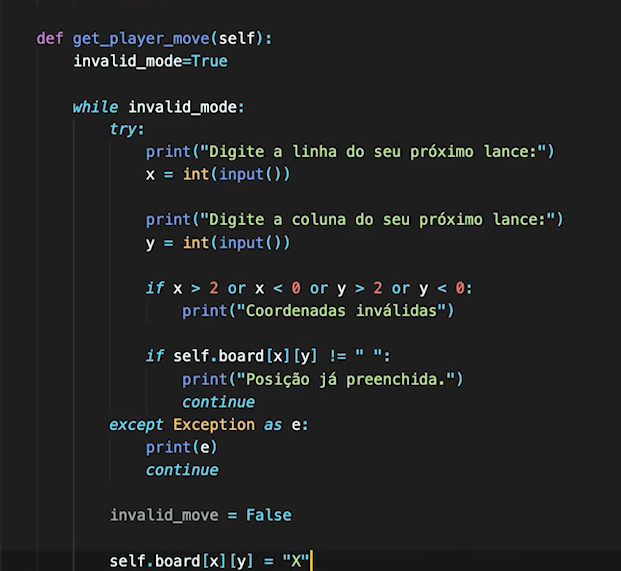 def get_player_move(self):
invalid_mode=True
while invalid_mode:
try:
print("Digite a linha do seu próximo lance:")
x = int(input())
print("Digite a coluna do seu próximo lance:")
y = int(input())
if x > 2 or x < 0 or y > 2 or y < 0:
print("Coordenadas inválidas")
if self.board[x][y] != " ":
print("Posição já preenchida.")
continue
except Exception as e:
print(e)
continue
invalid_move = False
self.board[x][y] = "X"